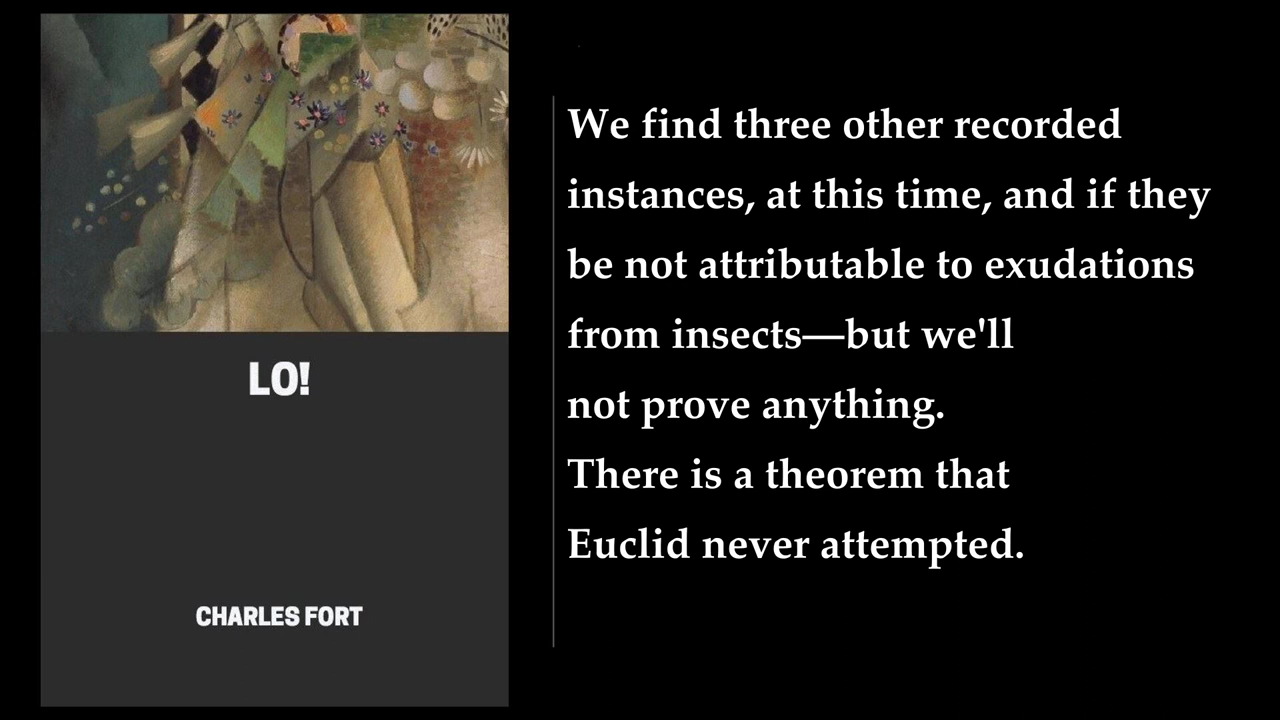 LO!
CHARLES FORT
We find three other recorded
instances, at this time, and if they
be not attributable to exudations
from insects—but we'll
not prove anything.
There is a theorem that
Euclid never attempted.